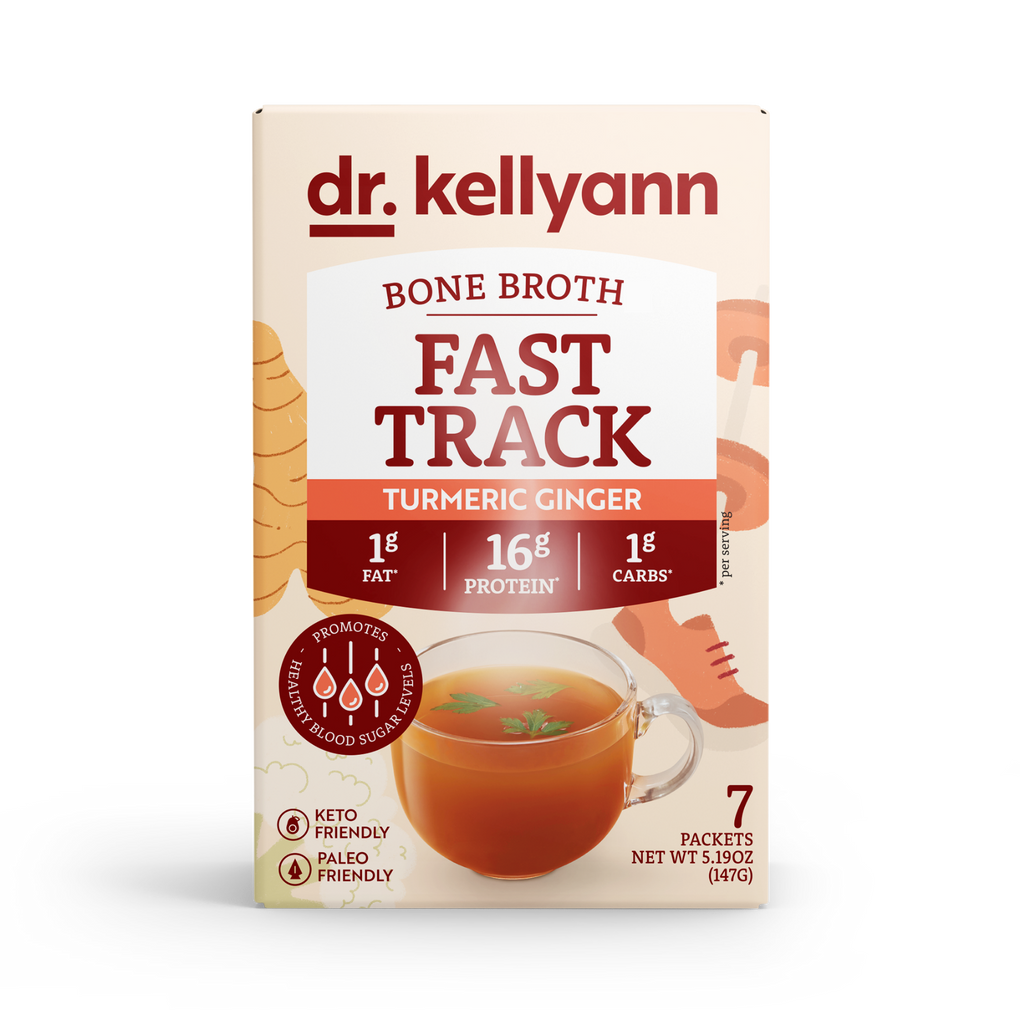 dr. kellyann
BONE BROTH
FAST
TRACK
TURMERIC GINGER
1g
FAT*
16g
PROTEIN*
1g
CARBS*
* per serving
PROMOTES
HEALTHY BLOOD SUGAR LEVELS
KETO
FRIENDLY
PALEO
FRIENDLY
7
PACKETS
NET WT 5.19OZ
(147G)